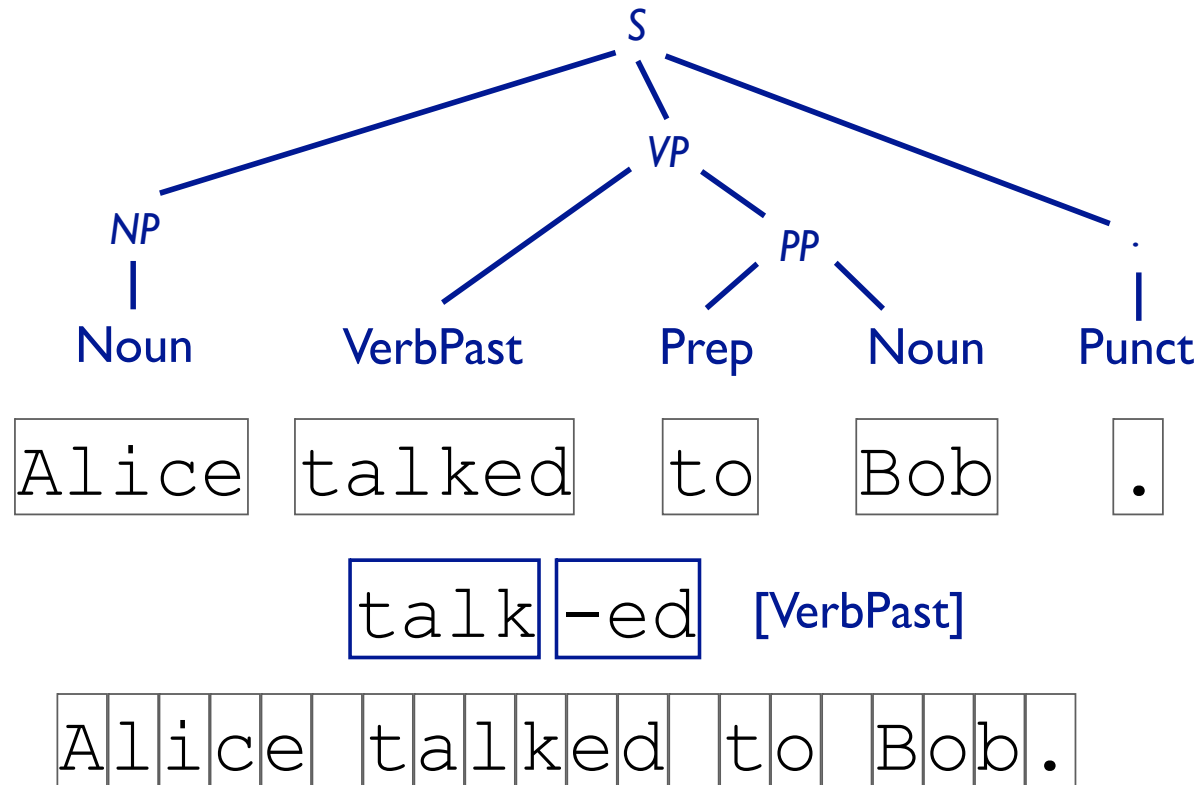 S
VP
NP
PP
.
Noun VerbPast Prep Noun Punct
Alice talked to Bob .
talk -ed [VerbPast]
Alice talked to Bob.